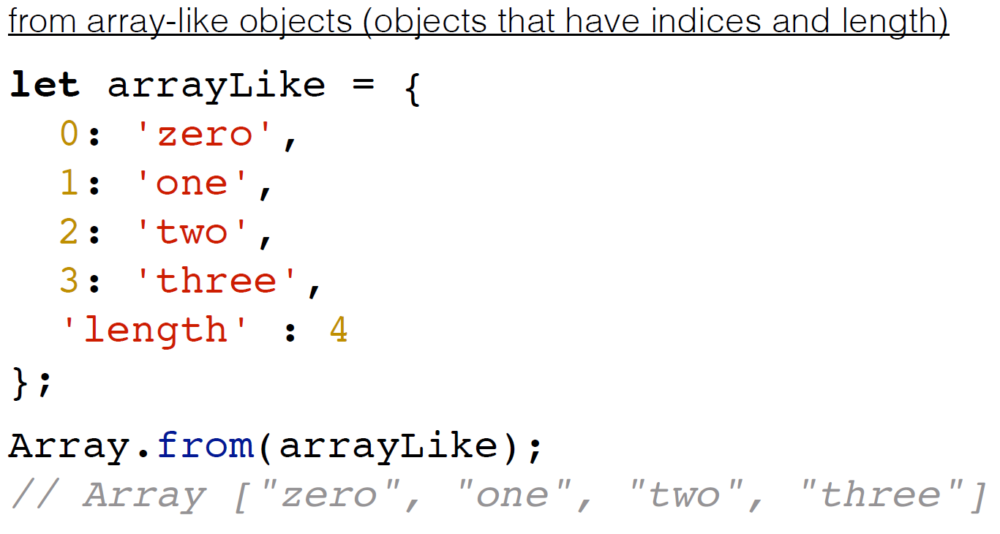 from array-like objects (objects that have indices and length)
let arrayLike = {
  0: 'zero',
  1: 'one',
  2: 'two',
  3: 'three',
  'length' : 4
};
Array.from(arrayLike);
// Array ["zero", "one", "two", "three"]